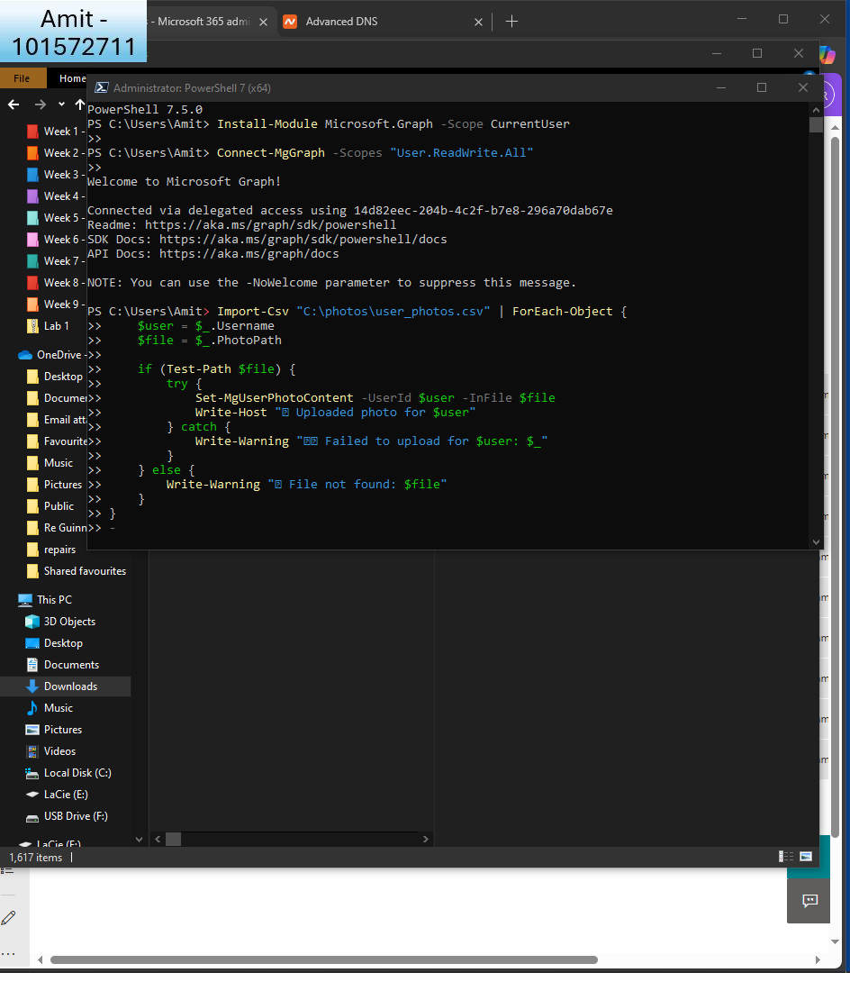 Amit -
101572711
s - Microsoft 365 admi
Advanced DNS
File
Home
Administrator: PowerShell 7 (x64)
PowerShell 7.5.0
PS C:\Users\Amit> Install-Module Microsoft.Graph -Scope CurrentUser
>>
PS C:\Users\Amit> Connect-MgGraph -Scopes "User.ReadWrite.All"
>>
Welcome to Microsoft Graph!
Connected via delegated access using 14d82eec-204b-4c2f-b7e8-296a70dab67e
Readme: https://aka.ms/graph/sdk/powershell
SDK Docs: https://aka.ms/graph/sdk/powershell/docs
API Docs: https://aka.ms/graph/docs
NOTE: You can use the -NoWelcome parameter to suppress this message.
PS C:\Users\Amit> Import-Csv "C:\photos\user_photos.csv" | ForEach-Object {
>>     $user = $_.Username
>>     $file = $_.PhotoPath
>>
>>     if (Test-Path $file) {
>>         try {
>>             Set-MgUserPhotoContent -UserId $user -InFile $file
>>             Write-Host "Uploaded photo for $user"
>>         } catch {
>>             Write-Warning "Failed to upload for $user: $_"
>>         }
>>     } else {
>>         Write-Warning "File not found: $file"
>>     }
>> }
>> -
Week 1 -
Week 2 -
Week 3 -
Week 4 -
Week 5 -
Week 6 -
Week 7 -
Week 8 -
Week 9 -
Lab 1
OneDrive -
Desktop
Docume
Email att
Favourite
Music
Pictures
Public
Re Guinn
repairs
Shared favourites
This PC
3D Objects
Desktop
Documents
Downloads
Music
Pictures
Videos
Local Disk (C:)
LaCie (E:)
USB Drive (F:)
LaCie (E:)
1,617 items